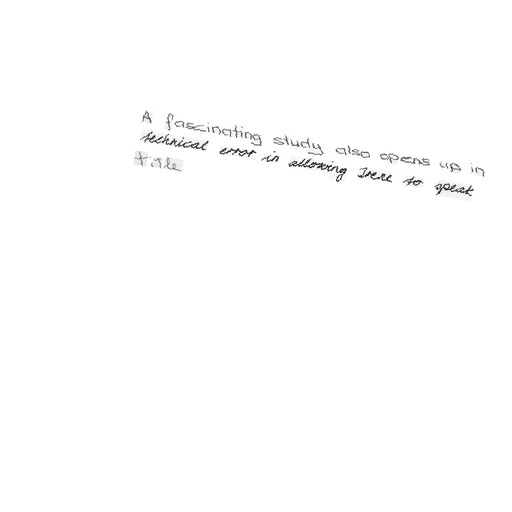 A fascinating study also opens up in
technical error in allowing Irene to speak
title